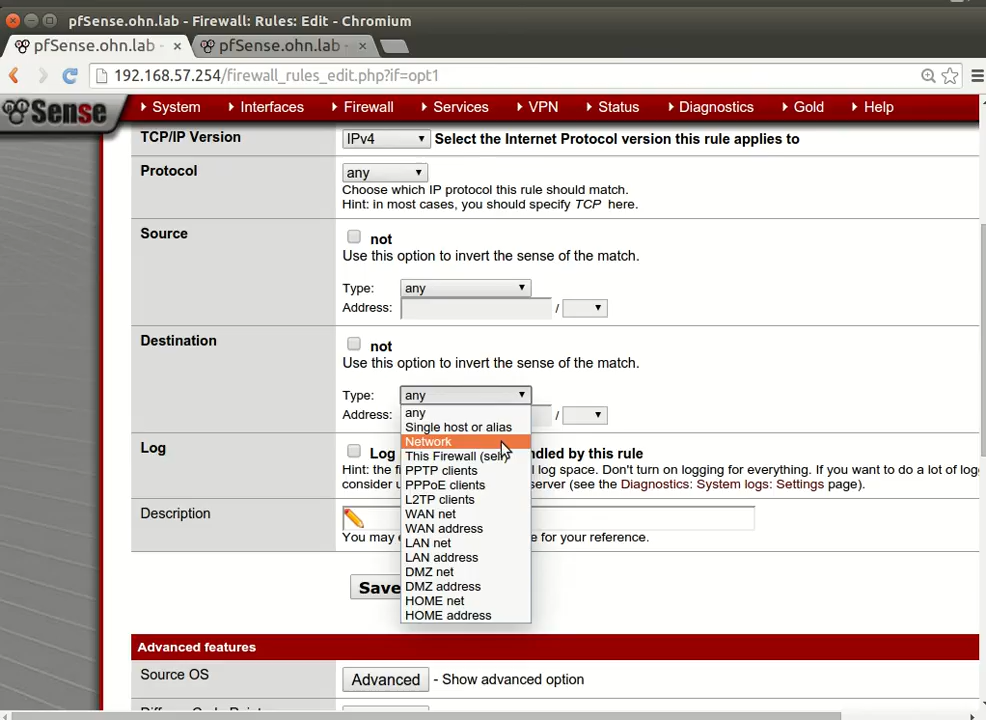 pfSense.ohn.lab - Firewall: Rules: Edit - Chromium
pfSense.ohn.lab - × pfSense.ohn.lab - ×
192.168.57.254/firewall_rules_edit.php?if=opt1
Sense System Interfaces Firewall Services VPN Status Diagnostics Gold Help
TCP/IP Version IPv4 Select the Internet Protocol version this rule applies to
Protocol any
Choose which IP protocol this rule should match.
Hint: in most cases, you should specify TCP here.
Source not
Use this option to invert the sense of the match.
Type: any
Address: /
Destination not
Use this option to invert the sense of the match.
Type: any
Address: /
any
Single host or alias
Network
This Firewall (self)
PPTP clients
PPPoE clients
L2TP clients
WAN net
WAN address
LAN net
LAN address
DMZ net
DMZ address
HOME net
HOME address
Log Log ndled by this rule
Hint: the fi l log space. Don't turn on logging for everything. If you want to do a lot of log
consider u server (see the Diagnostics: System logs: Settings page).
Description
You may e e for your reference.
Save
Advanced features
Source OS Advanced - Show advanced option